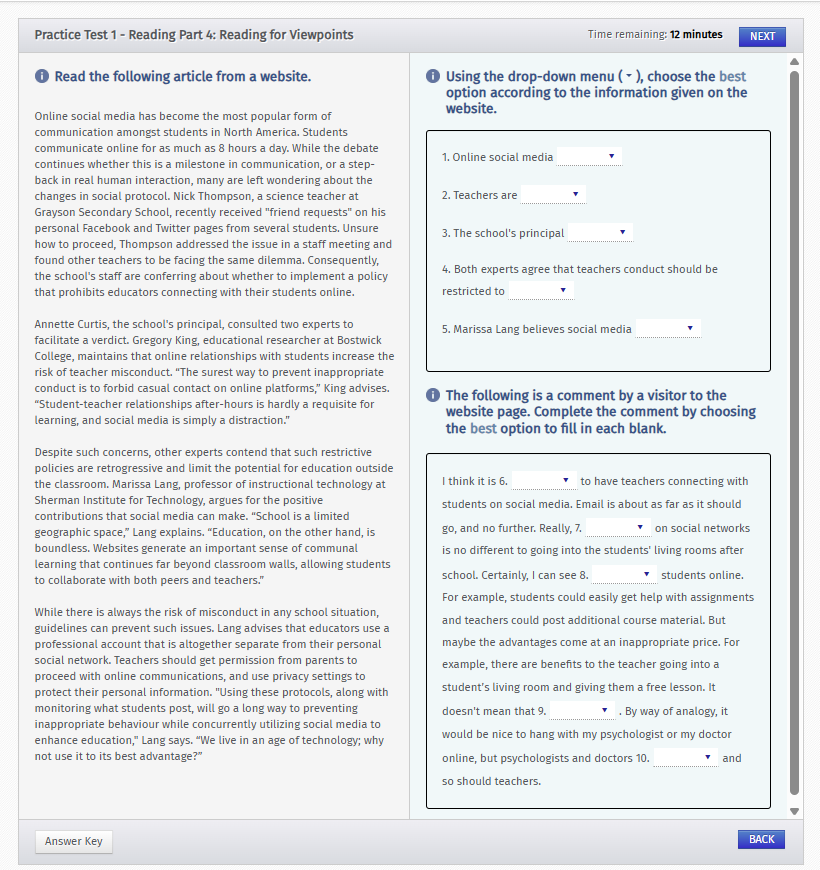 Practice Test 1 - Reading Part 4: Reading for Viewpoints
Time remaining: 12 minutes
NEXT
Read the following article from a website.
Online social media has become the most popular form of
communication amongst students in North America. Students
communicate online for as much as 8 hours a day. While the debate
continues whether this is a milestone in communication, or a step-
back in real human interaction, many are left wondering about the
changes in social protocol. Nick Thompson, a science teacher at
Grayson Secondary School, recently received "friend requests" on his
personal Facebook and Twitter pages from several students. Unsure
how to proceed, Thompson addressed the issue in a staff meeting and
found other teachers to be facing the same dilemma. Consequently,
the school's staff are conferring about whether to implement a policy
that prohibits educators connecting with their students online.
Annette Curtis, the school's principal, consulted two experts to
facilitate a verdict. Gregory King, educational researcher at Bostwick
College, maintains that online relationships with students increase the
risk of teacher misconduct. “The surest way to prevent inappropriate
conduct is to forbid casual contact on online platforms,” King advises.
“Student-teacher relationships after-hours is hardly a requisite for
learning, and social media is simply a distraction.”
Despite such concerns, other experts contend that such restrictive
policies are retrogressive and limit the potential for education outside
the classroom. Marissa Lang, professor of instructional technology at
Sherman Institute for Technology, argues for the positive
contributions that social media can make. “School is a limited
geographic space,” Lang explains. “Education, on the other hand, is
boundless. Websites generate an important sense of communal
learning that continues far beyond classroom walls, allowing students
to collaborate with both peers and teachers.”
While there is always the risk of misconduct in any school situation,
guidelines can prevent such issues. Lang advises that educators use a
professional account that is altogether separate from their personal
social network. Teachers should get permission from parents to
proceed with online communications, and use privacy settings to
protect their personal information. "Using these protocols, along with
monitoring what students post, will go a long way to preventing
inappropriate behaviour while concurrently utilizing social media to
enhance education," Lang says. “We live in an age of technology; why
not use it to its best advantage?”
Using the drop-down menu ( ), choose the best
option according to the information given on the
website.
1. Online social media
2. Teachers are
3. The school's principal
4. Both experts agree that teachers conduct should be
restricted to
5. Marissa Lang believes social media
The following is a comment by a visitor to the
website page. Complete the comment by choosing
the best option to fill in each blank.
I think it is 6. to have teachers connecting with
students on social media. Email is about as far as it should
go, and no further. Really, 7. on social networks
is no different to going into the students' living rooms after
school. Certainly, I can see 8. students online.
For example, students could easily get help with assignments
and teachers could post additional course material. But
maybe the advantages come at an inappropriate price. For
example, there are benefits to the teacher going into a
student's living room and giving them a free lesson. It
doesn't mean that 9. . By way of analogy, it
would be nice to hang with my psychologist or my doctor
online, but psychologists and doctors 10. and
so should teachers.
Answer Key
BACK